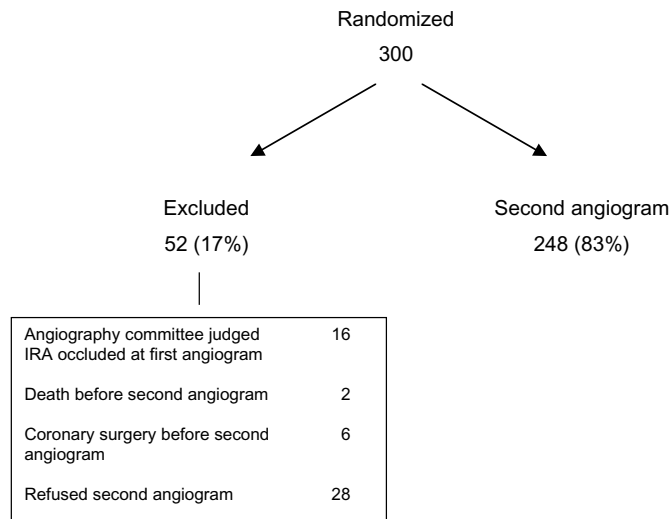 Randomized
300
Excluded
52 (17%)
Second angiogram
248 (83%)
Angiography committee judged 16
IRA occluded at first angiogram
Death before second angiogram 2
Coronary surgery before second 6
angiogram
Refused second angiogram 28